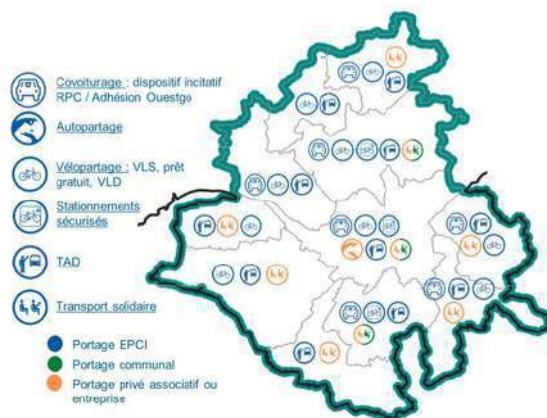 Covoiturage : dispositif incitatif
RPC / Adhésion Ouestgo
Autopartage
Vélopartage : VLS, prêt
gratuit, VLD
Stationnements
sécurisés
TAD
Transport solidaire
Portage EPCI
Portage communal
Portage privé associatif ou
entreprise